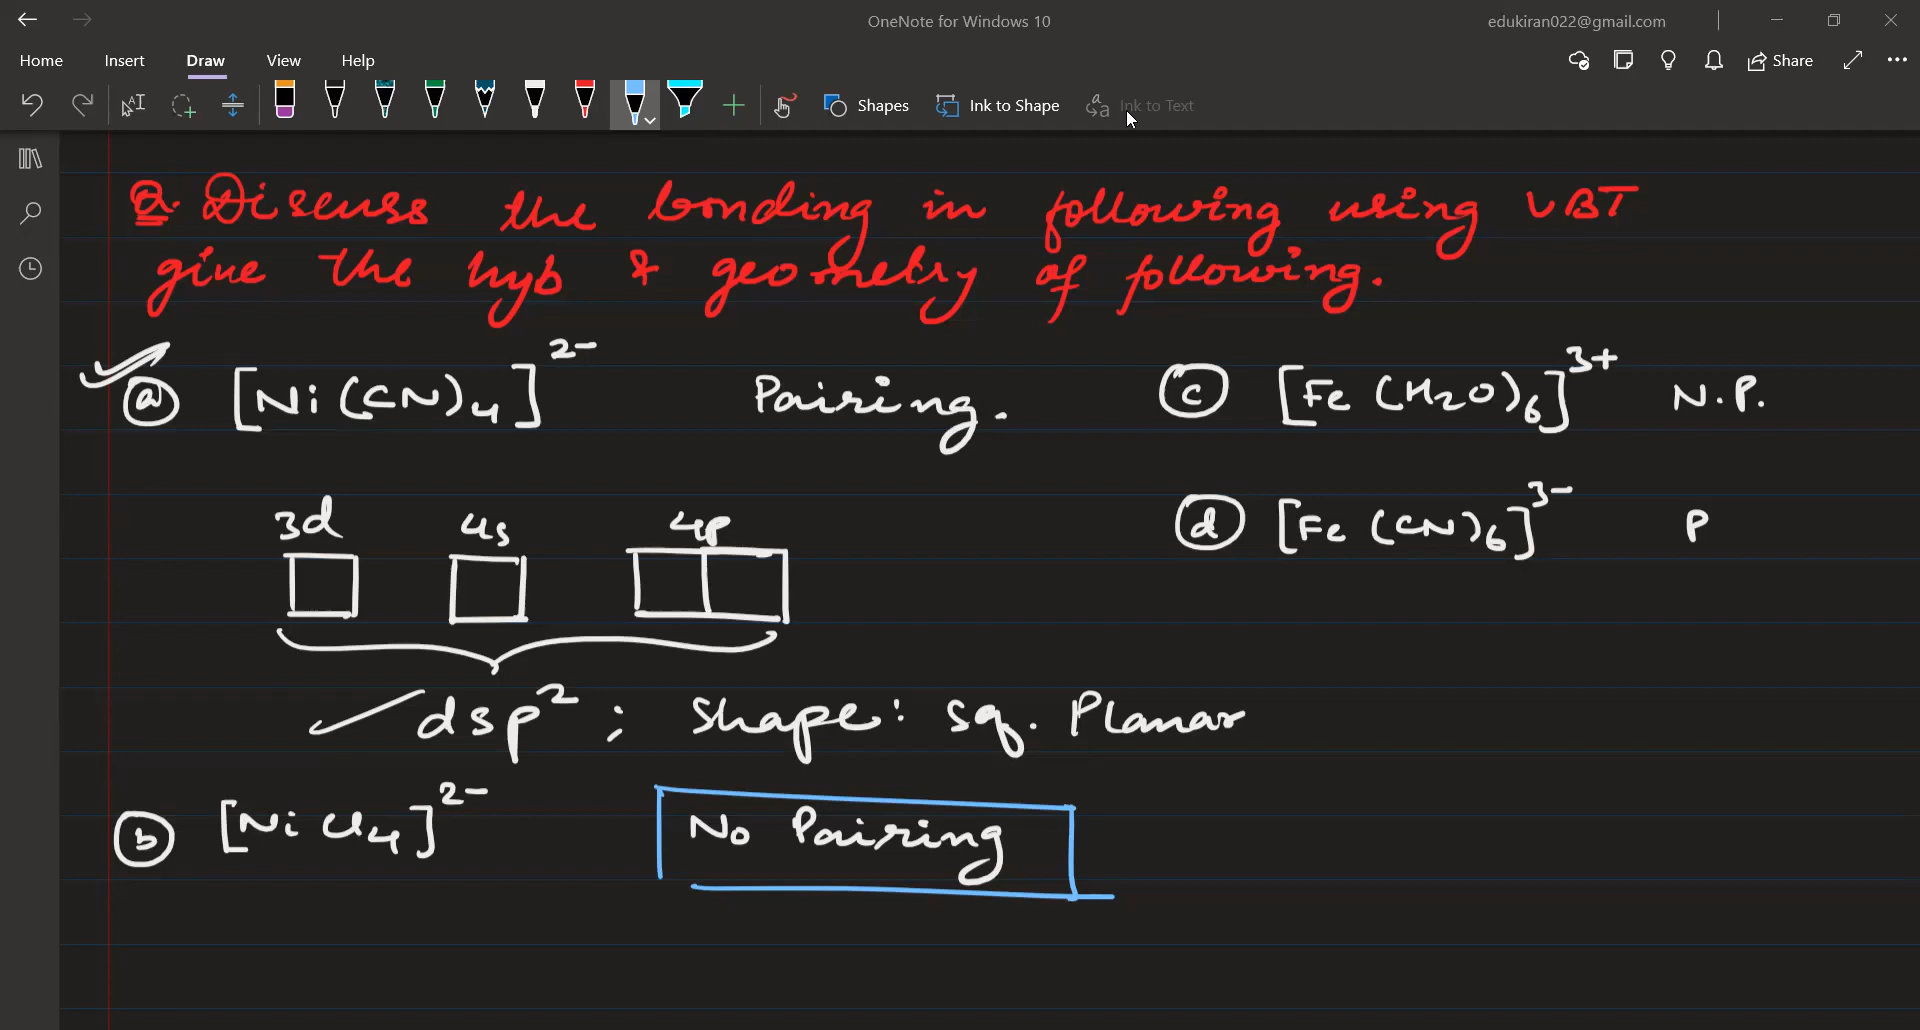 OneNote for Windows 10
edukiran022@gmail.com
Home Insert Draw View Help
Share
Shapes Ink to Shape Ink to Text
Q. Discuss the bonding in following using VBT
give the hyb & geometry of following.
(a) [Ni(CN)4]2- Pairing.
(c) [Fe(H2O)6]3+ N.P.
(d) [Fe(CN)6]3- P
3d 4s 4p
dsp2 ; Shape: Sq. Planar
(b) [NiCl4]2- No Pairing